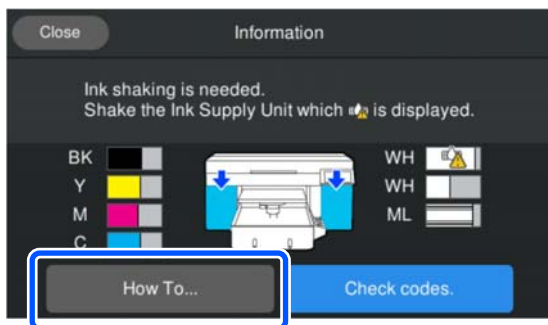 Close
Information
Ink shaking is needed.
Shake the Ink Supply Unit which is displayed.
BK
Y
M
C
WH
WH
ML
How To...
Check codes.